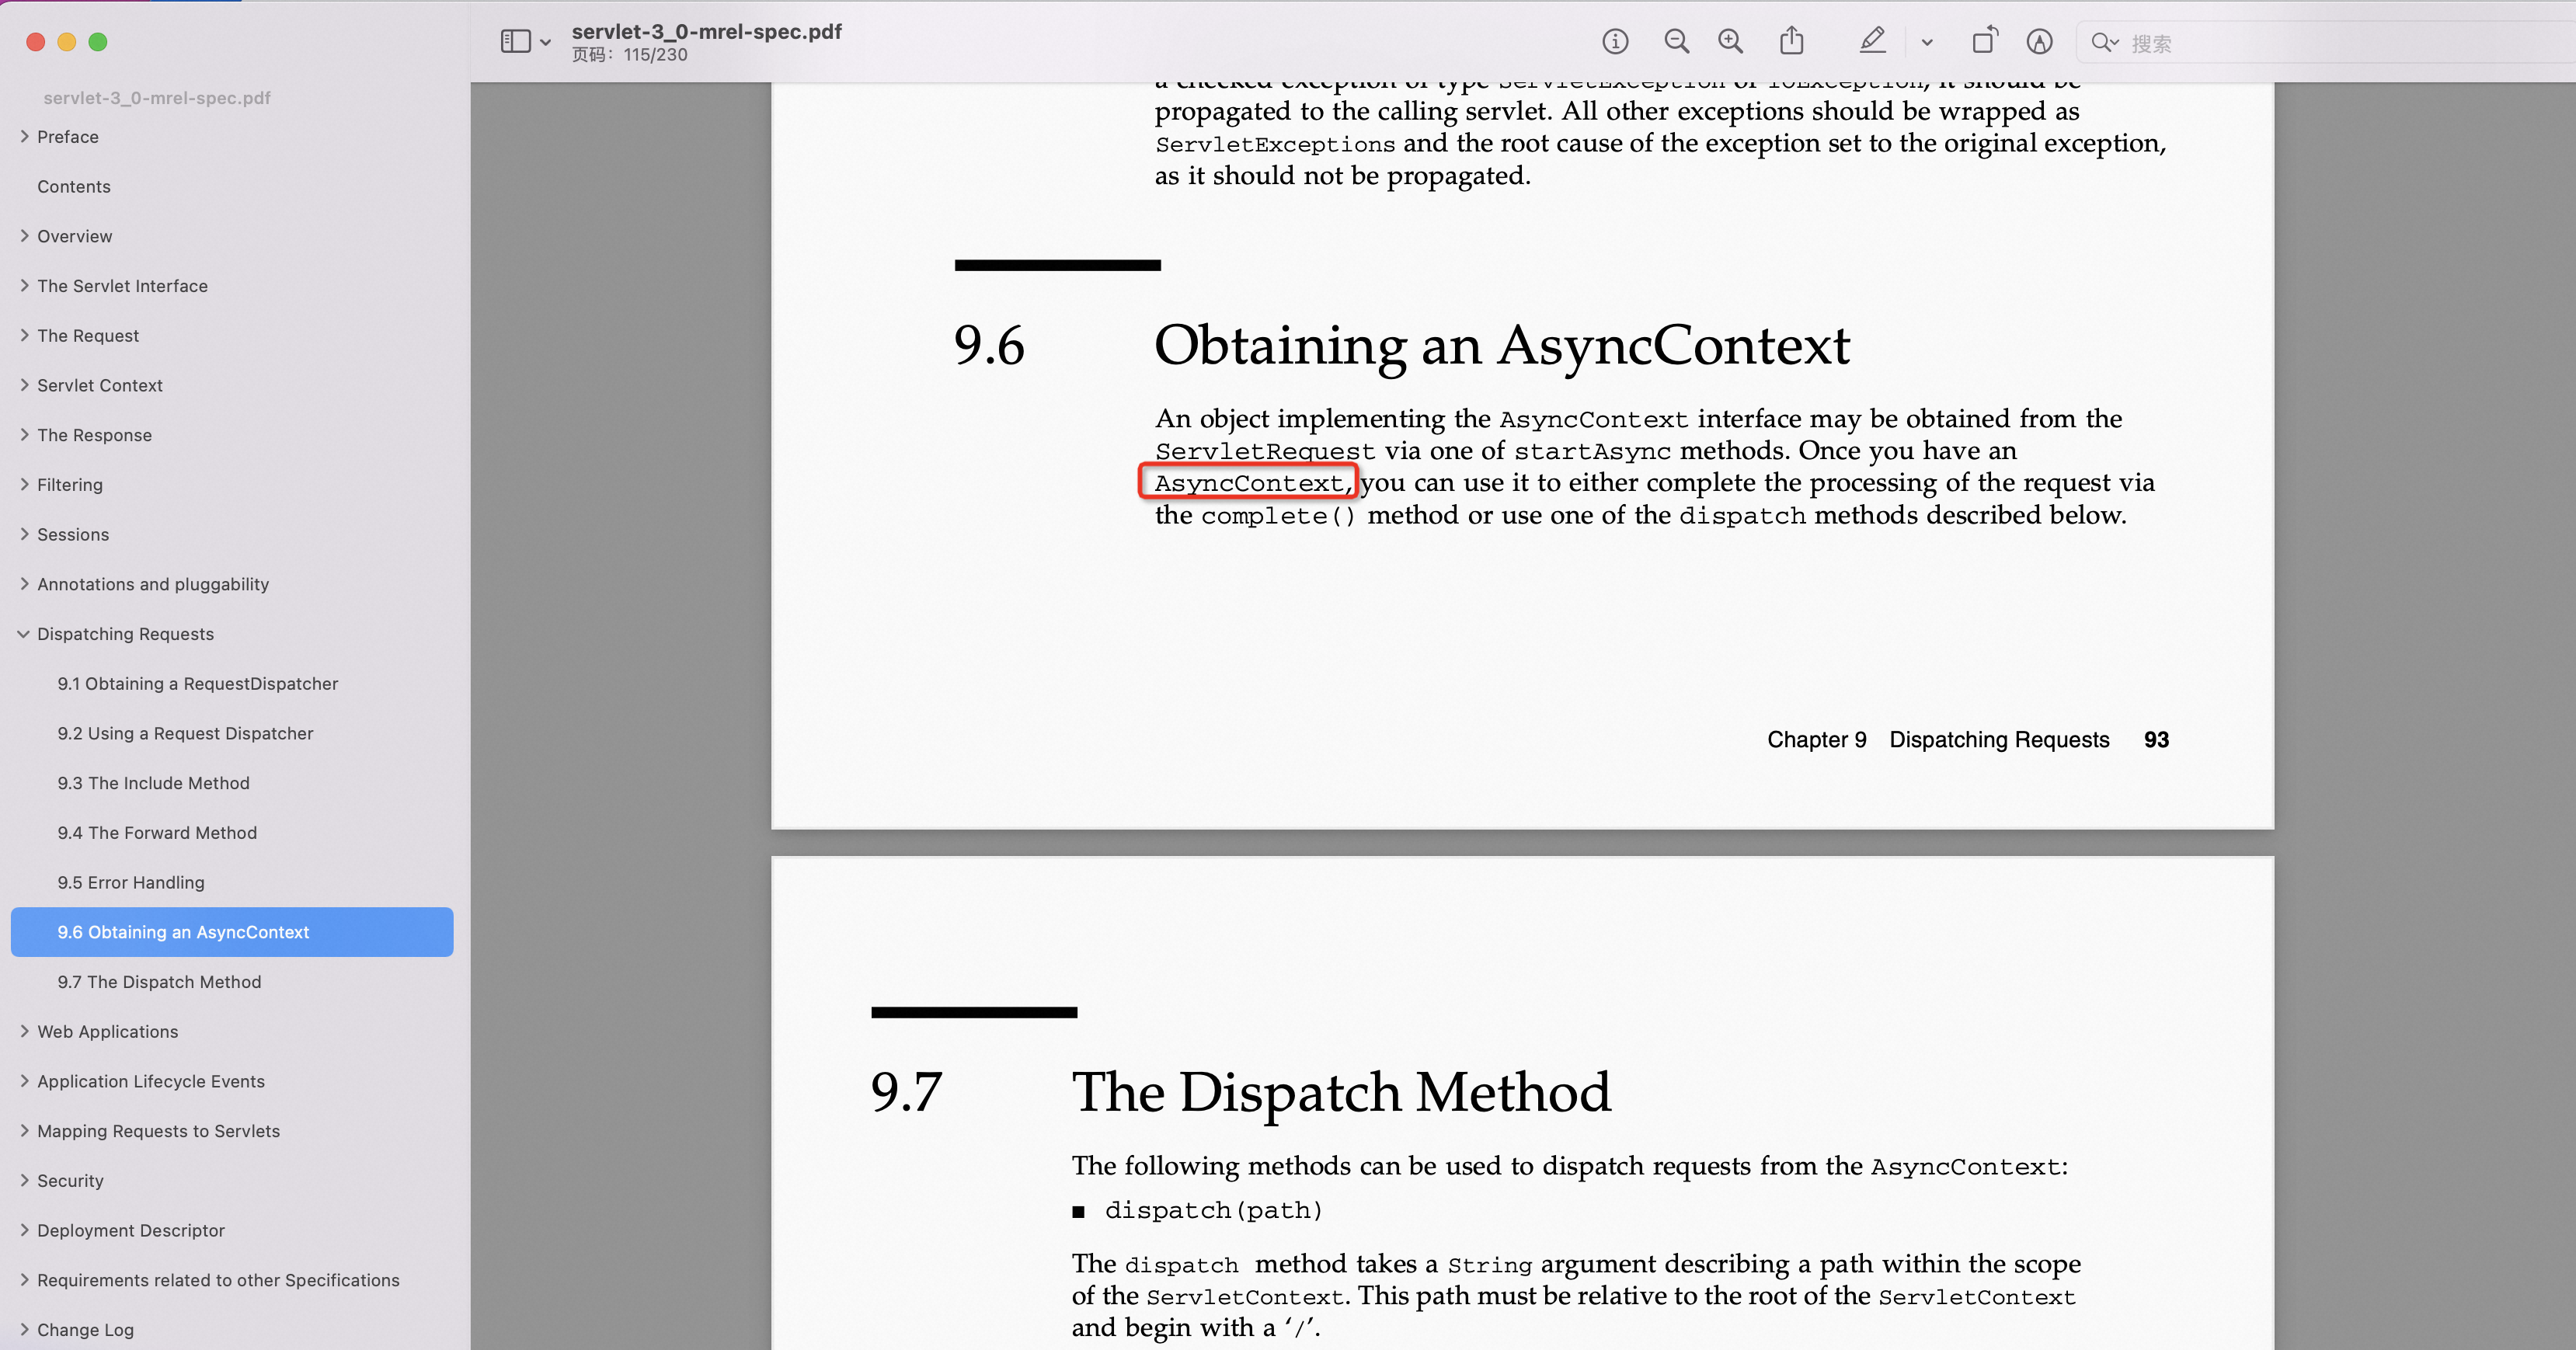 servlet-3_0-mrel-spec.pdf
页码：115/230
搜索
servlet-3_0-mrel-spec.pdf
Preface
Contents
Overview
The Servlet Interface
The Request
Servlet Context
The Response
Filtering
Sessions
Annotations and pluggability
Dispatching Requests
9.1 Obtaining a RequestDispatcher
9.2 Using a Request Dispatcher
9.3 The Include Method
9.4 The Forward Method
9.5 Error Handling
9.6 Obtaining an AsyncContext
9.7 The Dispatch Method
Web Applications
Application Lifecycle Events
Mapping Requests to Servlets
Security
Deployment Descriptor
Requirements related to other Specifications
Change Log
a checked exception of type ServletException or IOException, it should be
propagated to the calling servlet. All other exceptions should be wrapped as
ServletExceptions and the root cause of the exception set to the original exception,
as it should not be propagated.
9.6 Obtaining an AsyncContext
An object implementing the AsyncContext interface may be obtained from the
ServletRequest via one of startAsync methods. Once you have an
AsyncContext, you can use it to either complete the processing of the request via
the complete() method or use one of the dispatch methods described below.
Chapter 9 Dispatching Requests 93
9.7 The Dispatch Method
The following methods can be used to dispatch requests from the AsyncContext:
■ dispatch(path)
The dispatch method takes a String argument describing a path within the scope
of the ServletContext. This path must be relative to the root of the ServletContext
and begin with a ‘/’.